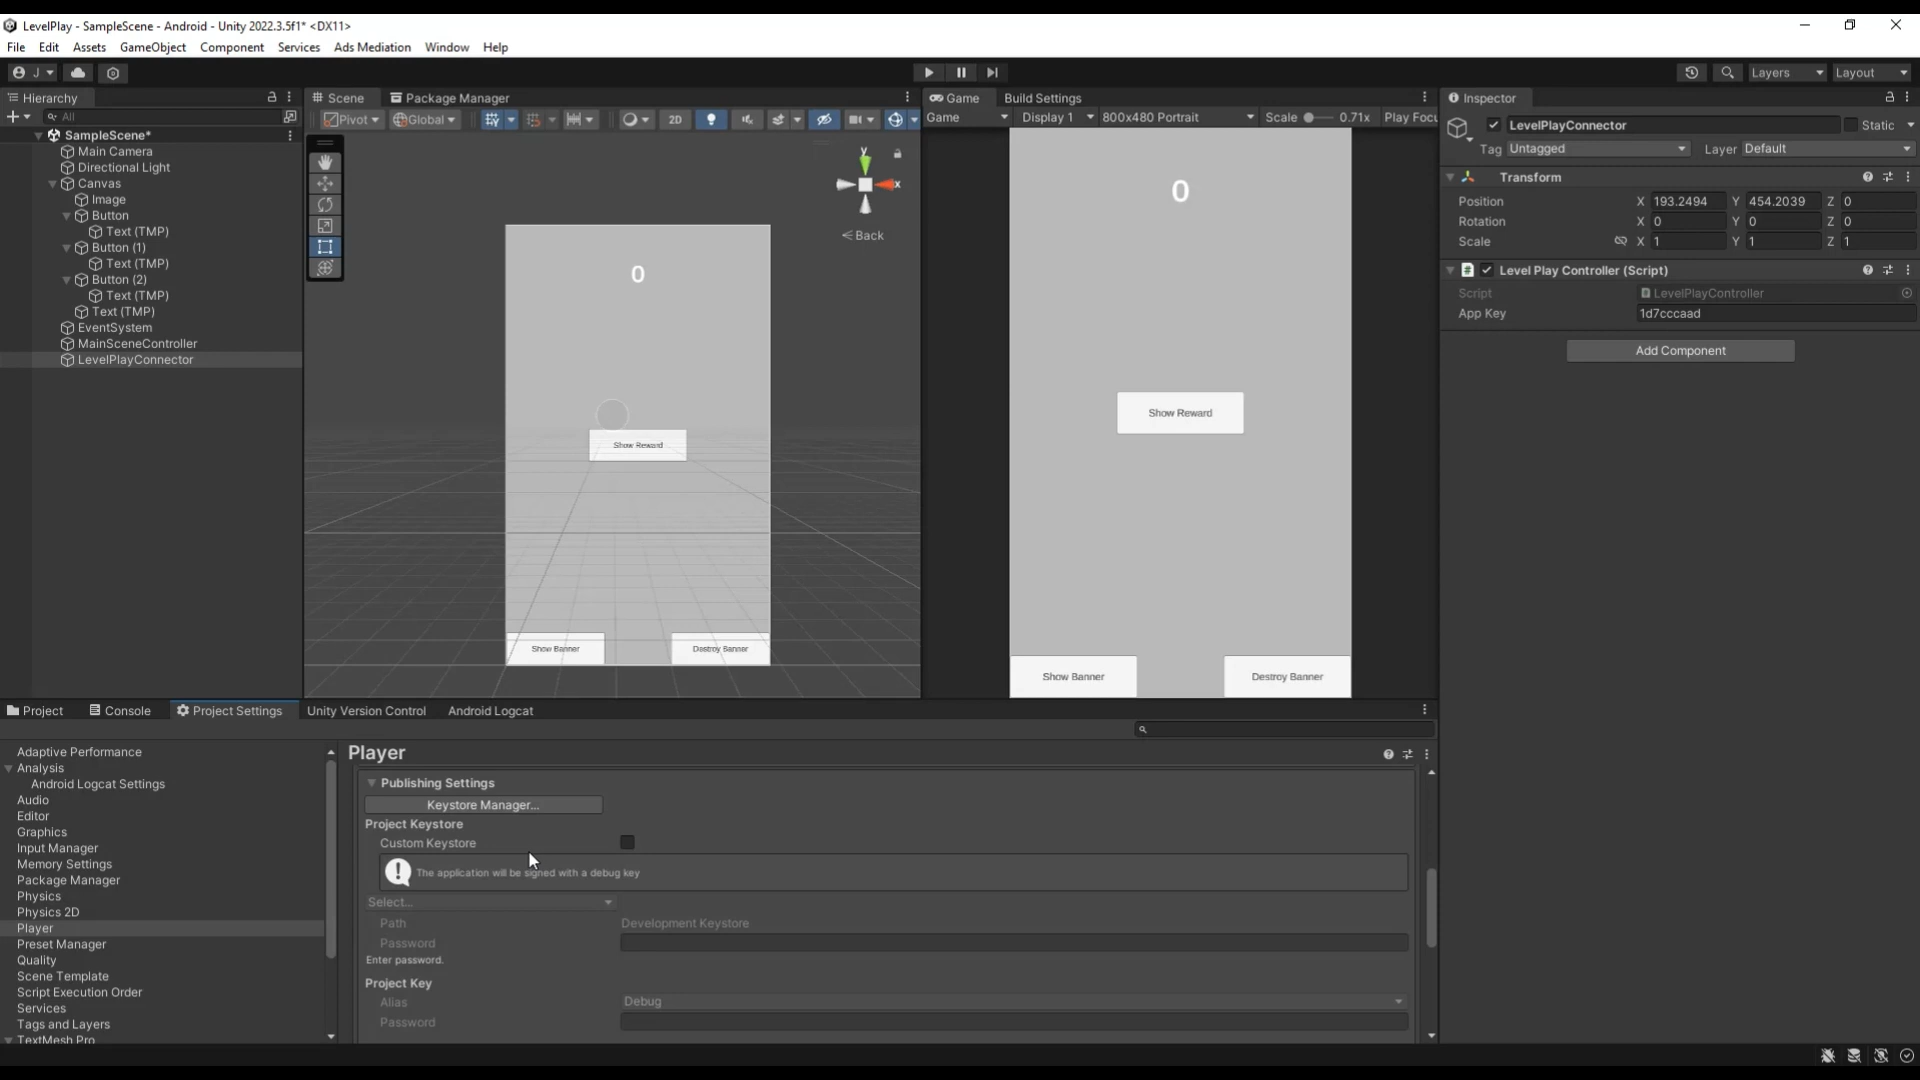 LevelPlay - SampleScene - Android - Unity 2022.3.5f1* <DX11>
File Edit Assets GameObject Component Services Ads Mediation Window Help
J Layers Layout
Hierarchy
All
SampleScene*
Main Camera
Directional Light
Canvas
Image
Button
Text (TMP)
Button (1)
Text (TMP)
Button (2)
Text (TMP)
Text (TMP)
EventSystem
MainSceneController
LevelPlayConnector
Scene Package Manager
Pivot Global 2D
y
x
Back
0
Show Reward
Show Banner Destroy Banner
Game Build Settings
Game Display 1 800x480 Portrait Scale 0.71x Play Focu
0
Show Reward
Show Banner Destroy Banner
Inspector
LevelPlayConnector Static
Tag Untagged Layer Default
Transform
Position X 193.2494 Y 454.2039 Z 0
Rotation X 0 Y 0 Z 0
Scale X 1 Y 1 Z 1
# Level Play Controller (Script)
Script LevelPlayController
App Key 1d7cccaad
Add Component
Project Console Project Settings Unity Version Control Android Logcat
Adaptive Performance
Analysis
Android Logcat Settings
Audio
Editor
Graphics
Input Manager
Memory Settings
Package Manager
Physics
Physics 2D
Player
Preset Manager
Quality
Scene Template
Script Execution Order
Services
Tags and Layers
TextMesh Pro
Player
Publishing Settings
Keystore Manager...
Project Keystore
Custom Keystore
The application will be signed with a debug key
Select...
Path Development Keystore
Password
Enter password.
Project Key
Alias Debug
Password